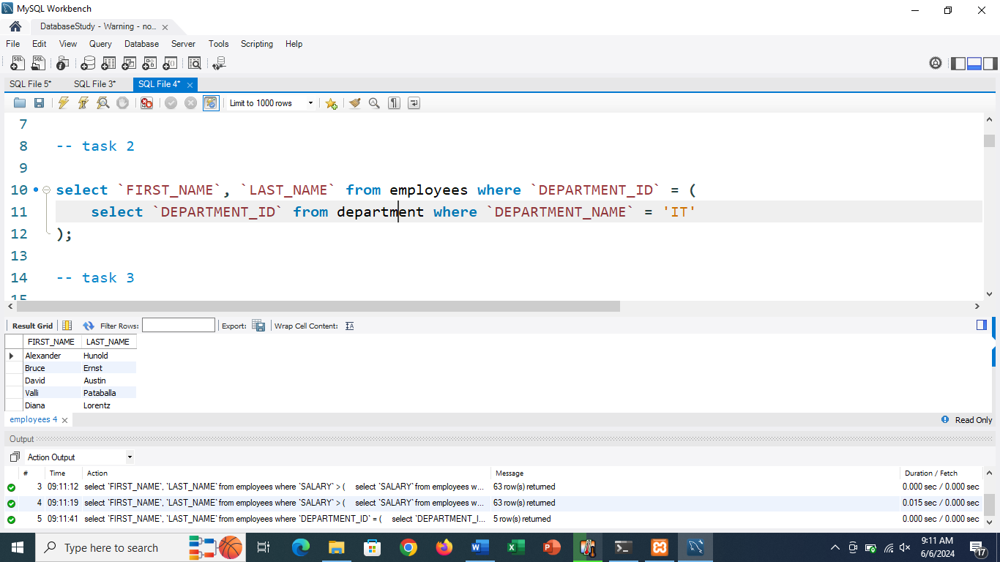 MySQL Workbench
DatabaseStudy - Warning - no...
File Edit View Query Database Server Tools Scripting Help
SQL File 5* SQL File 3* SQL File 4*
Limit to 1000 rows
7
8 -- task 2
9
10 select `FIRST_NAME`, `LAST_NAME` from employees where `DEPARTMENT_ID` = (
11 select `DEPARTMENT_ID` from department where `DEPARTMENT_NAME` = 'IT'
12 );
13
14 -- task 3
15
Result Grid Filter Rows: Export: Wrap Cell Content:
FIRST_NAME LAST_NAME
Alexander Hunold
Bruce Ernst
David Austin
Valli Pataballa
Diana Lorentz
employees 4 Read Only
Output
Action Output
# Time Action Message Duration / Fetch
3 09:11:12 select `FIRST_NAME`, `LAST_NAME` from employees where `SALARY` > ( select `SALARY` from employees w... 63 row(s) returned 0.000 sec / 0.000 sec
4 09:11:19 select `FIRST_NAME`, `LAST_NAME` from employees where `SALARY` > ( select `SALARY` from employees w... 63 row(s) returned 0.015 sec / 0.000 sec
5 09:11:41 select `FIRST_NAME`, `LAST_NAME` from employees where `DEPARTMENT_ID` = ( select `DEPARTMENT_I... 5 row(s) returned 0.000 sec / 0.000 sec
Type here to search
9:11 AM
6/6/2024
17